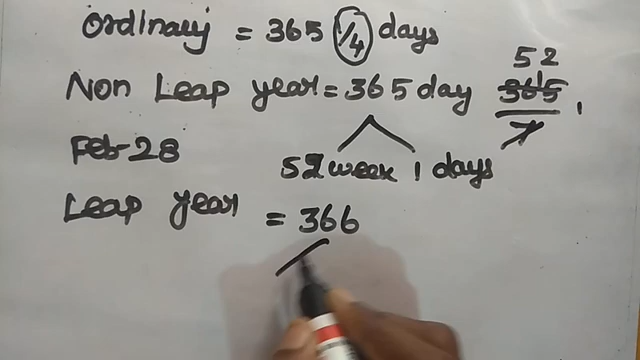 Ordinary = 365 1/4 days
52
Non Leap year = 365 day 365 1
7
Feb-28
52 week 1 days
Leap year = 366